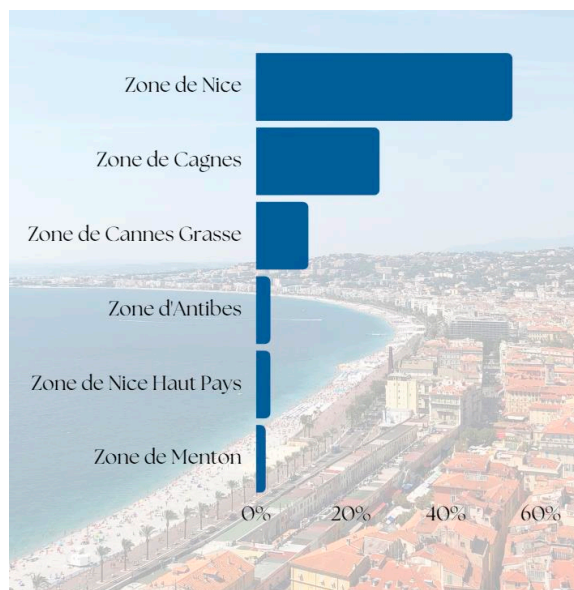 Zone de Nice
Zone de Cagnes
Zone de Cannes Grasse
Zone d'Antibes
Zone de Nice Haut Pays
Zone de Menton
0% 20% 40% 60%